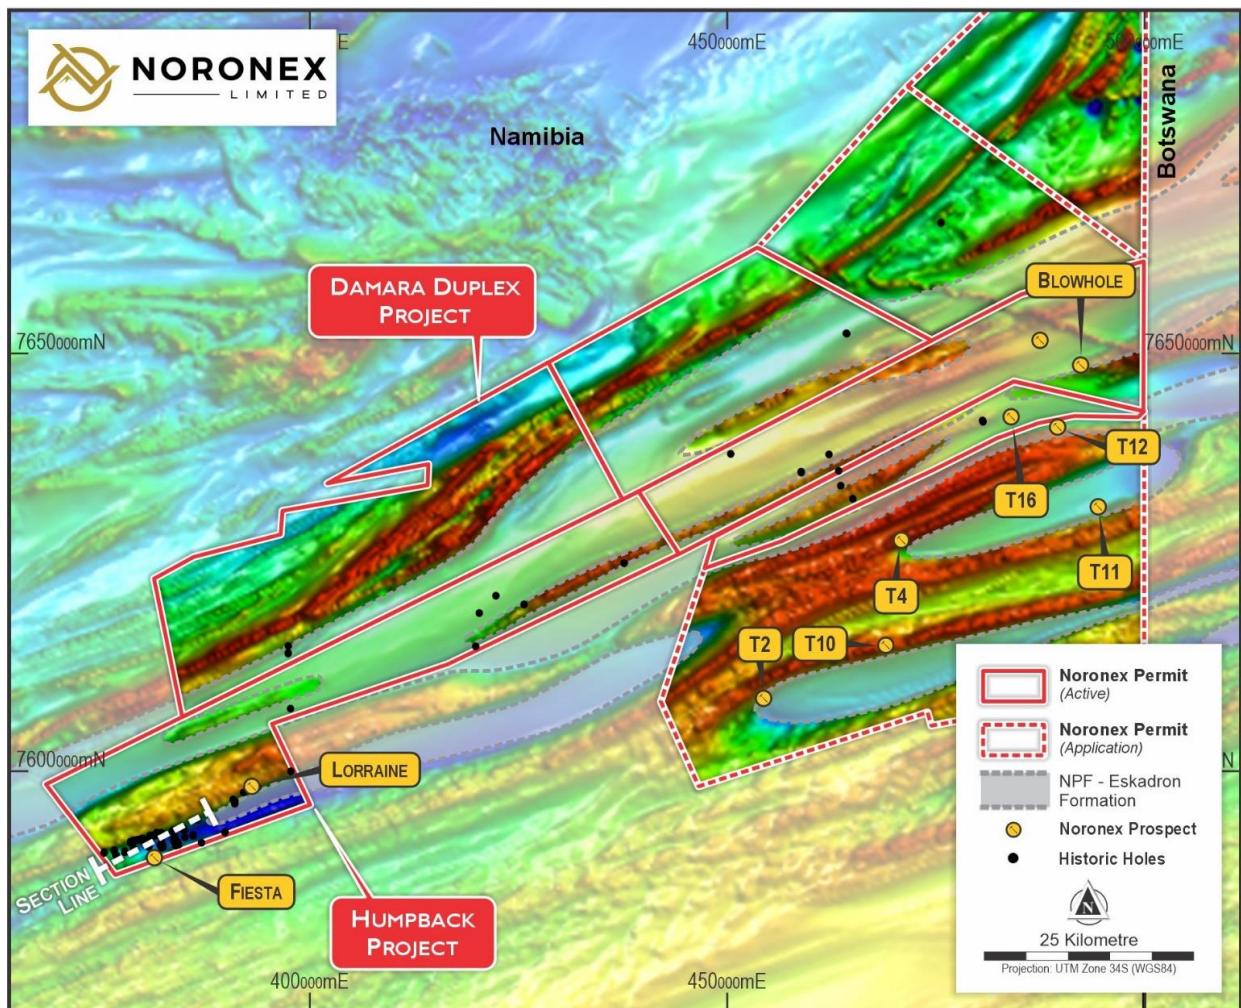 NORONEX
LIMITED
E
450000mE
500000mE
Namibia
Botswana
DAMARA DUPLEX
PROJECT
BLOWHOLE
7650000mN
7650000mN
T12
T16
T11
T4
T2
T10
7600000mN
N
LORRAINE
SECTION
LINE
FIESTA
HUMPBACK
PROJECT
400000mE
450000mE
Noronex Permit
(Active)
Noronex Permit
(Application)
NPF - Eskadron
Formation
Noronex Prospect
Historic Holes
N
25 Kilometre
Projection: UTM Zone 34S (WGS84)